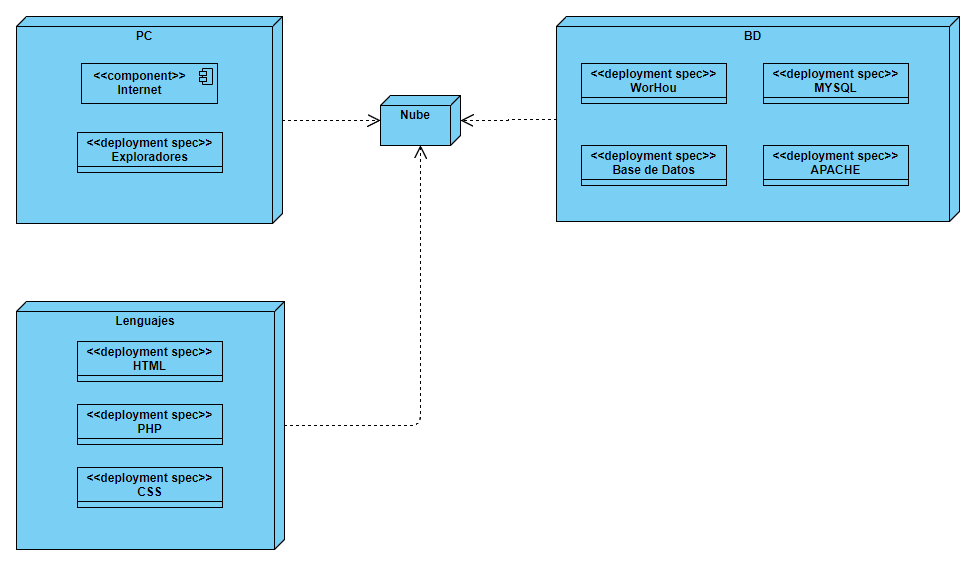 PC
<<component>>
Internet
<<deployment spec>>
Exploradores
Nube
BD
<<deployment spec>>
WorHou
<<deployment spec>>
MYSQL
<<deployment spec>>
Base de Datos
<<deployment spec>>
APACHE
Lenguajes
<<deployment spec>>
HTML
<<deployment spec>>
PHP
<<deployment spec>>
CSS